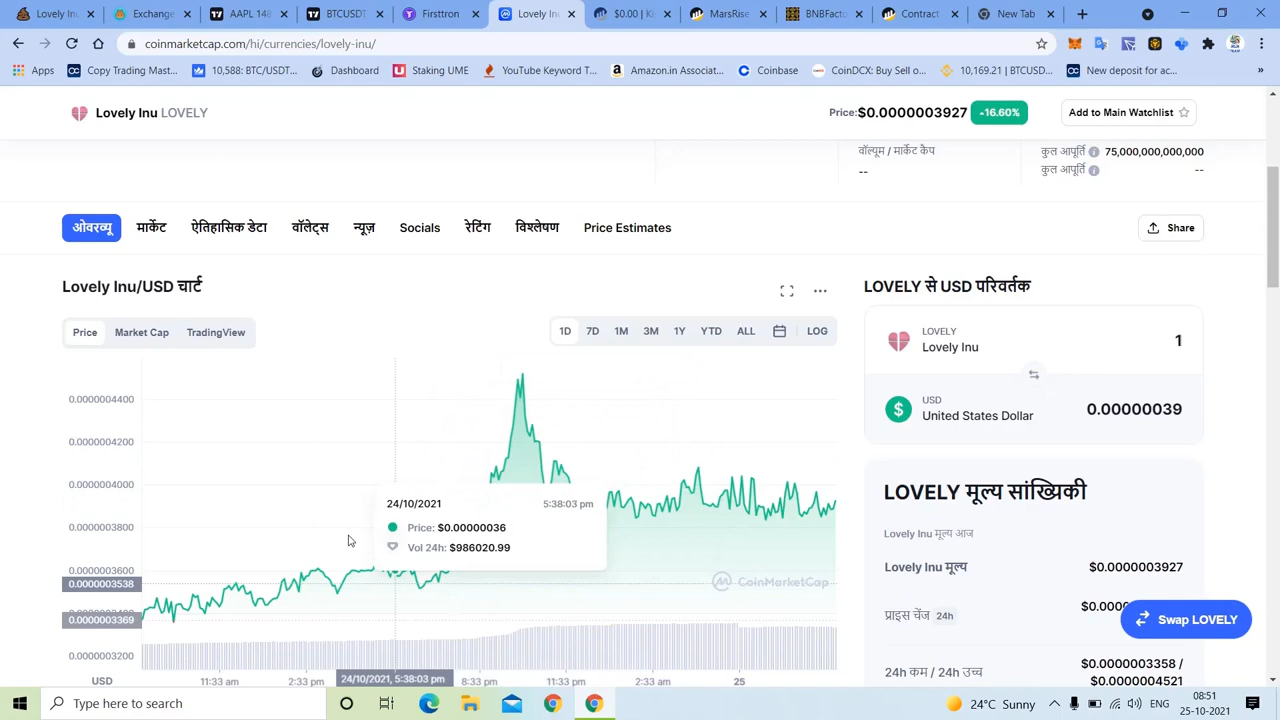 Lovely In
AAPL 148
BTCUSDT
Firsttron
Lovely In
$0.00 | K
MarsRise
BNBFacto
Contract
New Tab
coinmarketcap.com/hi/currencies/lovely-inu/
Apps
Copy Trading Mast...
10,588: BTC/USDT...
Dashboard
Staking UME
YouTube Keyword T...
Amazon.in Associat...
Coinbase
CoinDCX: Buy Sell o...
10,169.21 | BTCUSD...
New deposit for ac...
»
Lovely Inu LOVELY
Price:$0.0000003927
16.60%
Add to Main Watchlist
वॉल्यूम / मार्केट कैप
--
कुल आपूर्ति 75,000,000,000,000
कुल आपूर्ति --
ओवरव्यू
मार्केट
ऐतिहासिक डेटा
वॉलेट्स
न्यूज़
Socials
रेटिंग
विश्लेषण
Price Estimates
Share
Lovely Inu/USD चार्ट
Price
Market Cap
TradingView
1D
7D
1M
3M
1Y
YTD
ALL
LOG
0.0000004400
0.0000004200
0.0000004000
0.0000003800
0.0000003600
0.0000003538
0.0000003369
0.0000003200
24/10/2021 5:38:03 pm
Price: $0.00000036
Vol 24h: $986020.99
CoinMarketCap
USD
11:33 am
2:33 pm
24/10/2021, 5:38:03 pm
8:33 pm
11:33 pm
2:33 am
25
LOVELY से USD परिवर्तक
LOVELY
Lovely Inu
1
USD
United States Dollar
0.00000039
LOVELY मूल्य सांख्यिकी
Lovely Inu मूल्य आज
Lovely Inu मूल्य
$0.0000003927
प्राइस चेंज 24h
$0.0000
24h कम / 24h उच्च
$0.0000003358 /
$0.0000004521
Swap LOVELY
Type here to search
24°C Sunny
ENG
08:51
25-10-2021